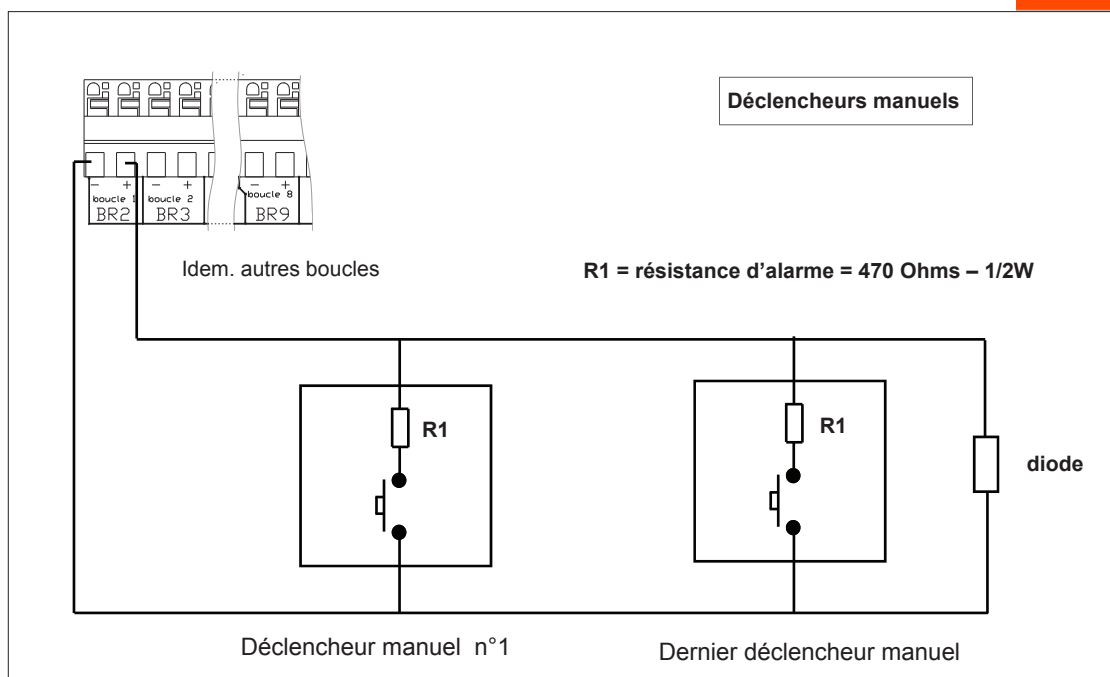 Déclencheurs manuels
- + - + - +
boucle 1 boucle 2 boucle 8
BR2 BR3 BR9
Idem. autres boucles
R1 = résistance d’alarme = 470 Ohms – 1/2W
R1
R1
diode
Déclencheur manuel n°1
Dernier déclencheur manuel